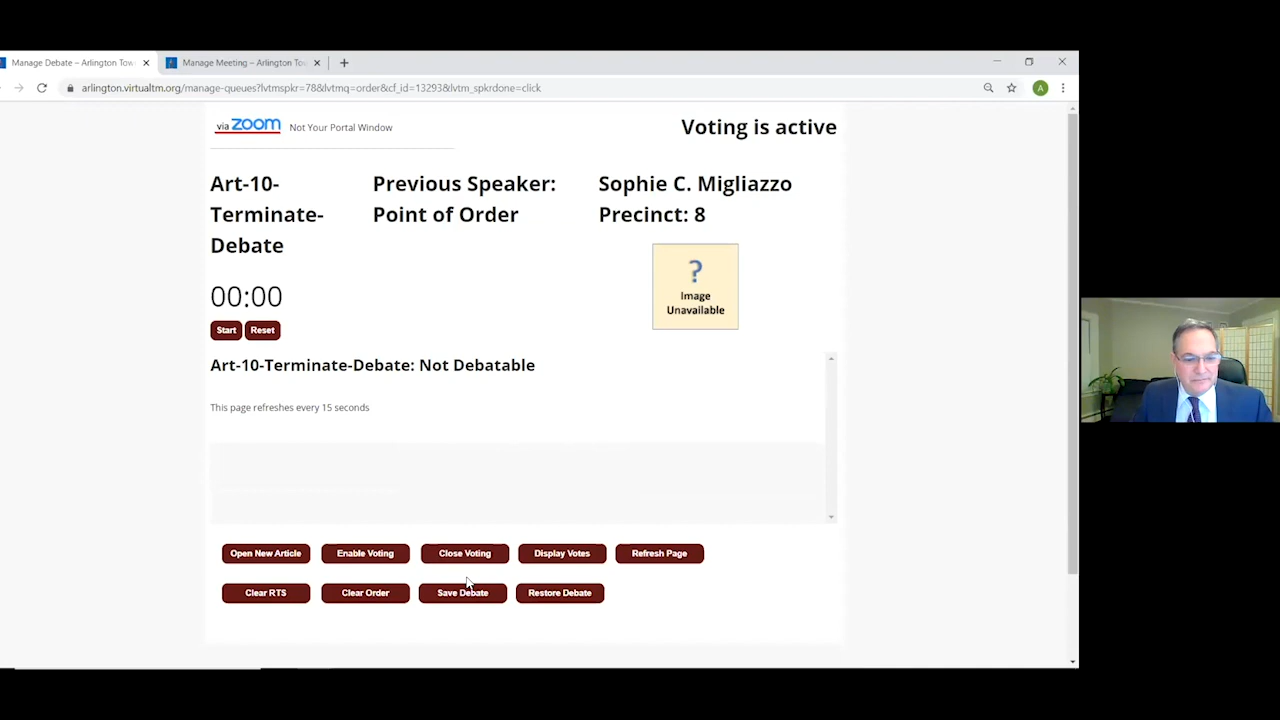 Manage Debate – Arlington Tow
Manage Meeting – Arlington Tow
arlington.virtualtm.org/manage-queues?lvtmspkr=78&lvtmq=order&cf_id=13293&lvtm_spkrdone=click
A
via zoom
Not Your Portal Window
Voting is active
Art-10-
Terminate-
Debate
Previous Speaker:
Point of Order
Sophie C. Migliazzo
Precinct: 8
?
Image
Unavailable
00:00
Start
Reset
Art-10-Terminate-Debate: Not Debatable
This page refreshes every 15 seconds
Open New Article
Enable Voting
Close Voting
Display Votes
Refresh Page
Clear RTS
Clear Order
Save Debate
Restore Debate